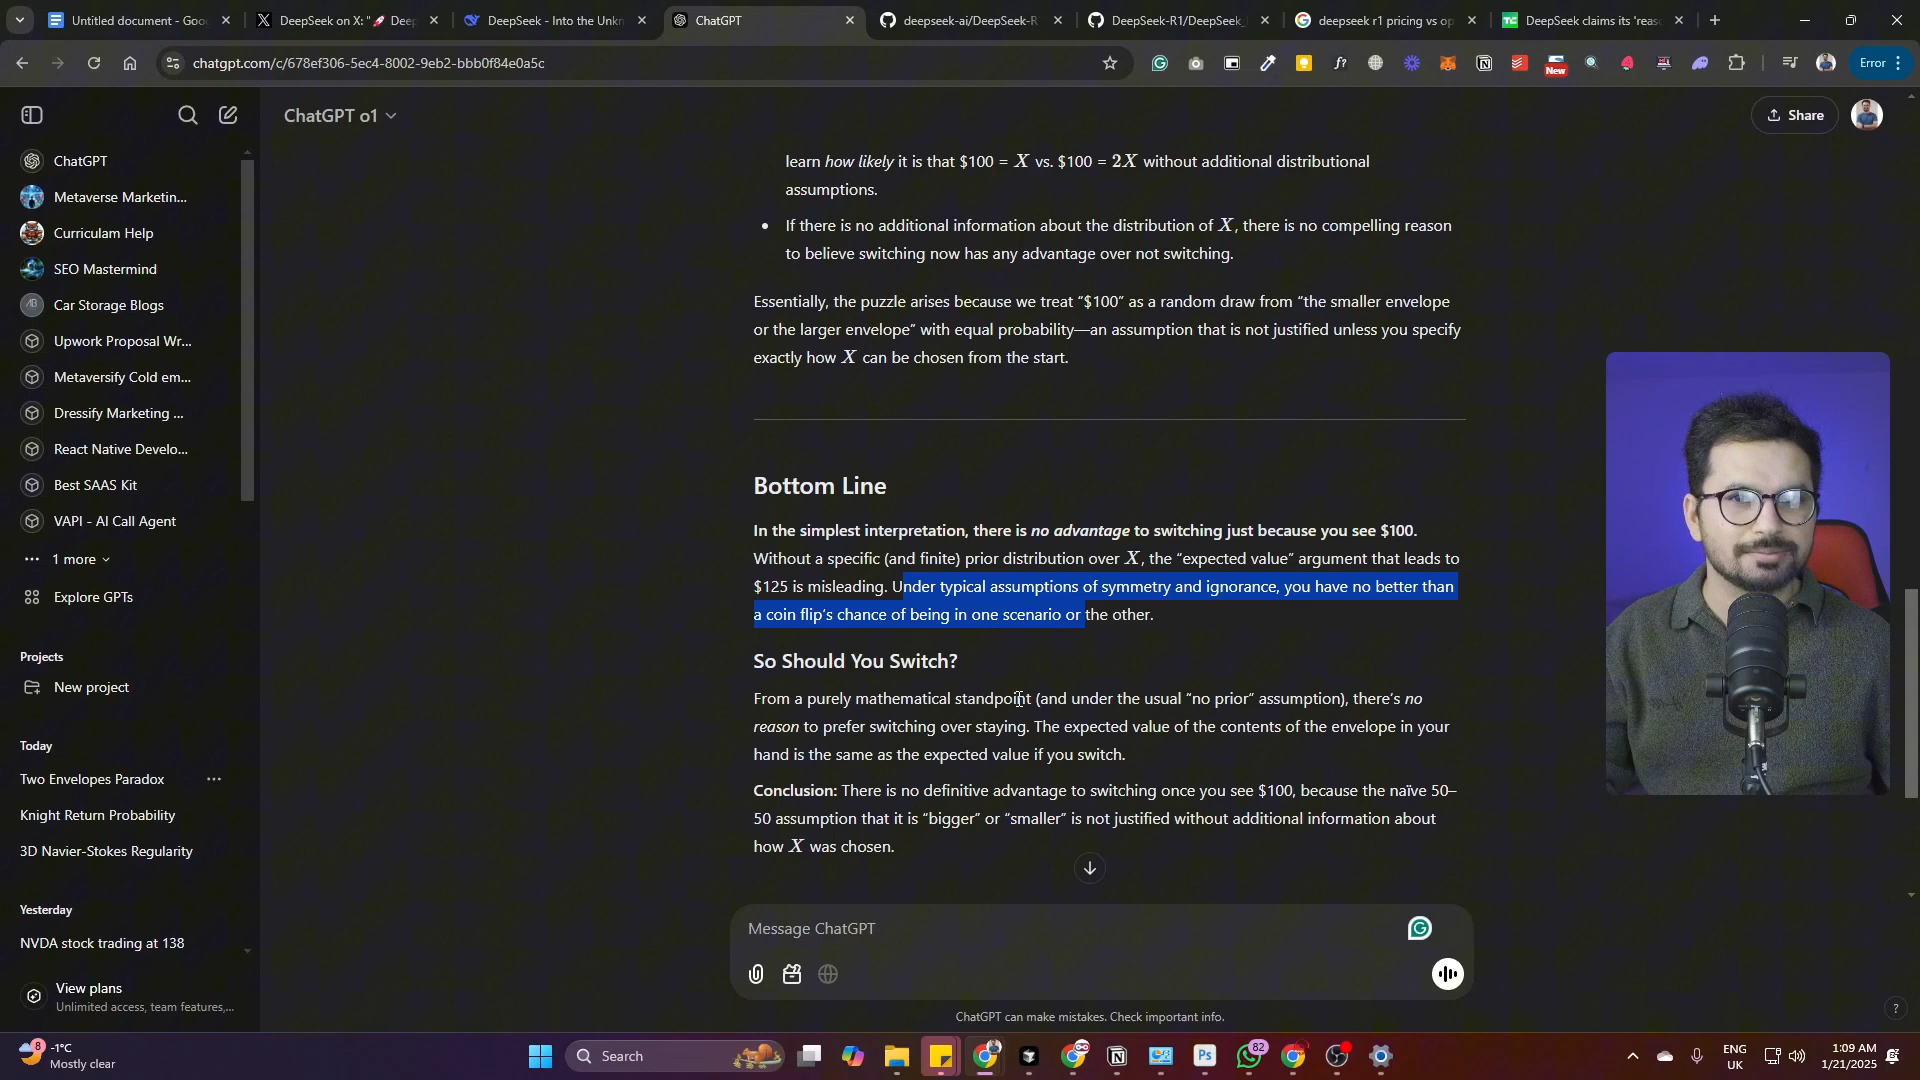 Untitled document - Goo
DeepSeek on X: "🚀 Deep
DeepSeek - Into the Unkn
ChatGPT
deepseek-ai/DeepSeek-R
DeepSeek-R1/DeepSeek_
deepseek r1 pricing vs op
DeepSeek claims its 'reas
chatgpt.com/c/678ef306-5ec4-8002-9eb2-bbb0f84e0a5c
New
Error
ChatGPT o1
Share
ChatGPT
Metaverse Marketin...
Curriculam Help
SEO Mastermind
Car Storage Blogs
Upwork Proposal Wr...
Metaversify Cold em...
Dressify Marketing ...
React Native Develo...
Best SAAS Kit
VAPI - AI Call Agent
1 more
Explore GPTs
Projects
New project
Today
Two Envelopes Paradox
Knight Return Probability
3D Navier-Stokes Regularity
Yesterday
NVDA stock trading at 138
View plans
Unlimited access, team features,...
learn how likely it is that $100 = X vs. $100 = 2X without additional distributional
assumptions.
• If there is no additional information about the distribution of X, there is no compelling reason
to believe switching now has any advantage over not switching.
Essentially, the puzzle arises because we treat “$100” as a random draw from “the smaller envelope
or the larger envelope” with equal probability—an assumption that is not justified unless you specify
exactly how X can be chosen from the start.
Bottom Line
In the simplest interpretation, there is no advantage to switching just because you see $100.
Without a specific (and finite) prior distribution over X, the “expected value” argument that leads to
$125 is misleading. Under typical assumptions of symmetry and ignorance, you have no better than
a coin flip’s chance of being in one scenario or the other.
So Should You Switch?
From a purely mathematical standpoint (and under the usual “no prior” assumption), there’s no
reason to prefer switching over staying. The expected value of the contents of the envelope in your
hand is the same as the expected value if you switch.
Conclusion: There is no definitive advantage to switching once you see $100, because the naïve 50–
50 assumption that it is “bigger” or “smaller” is not justified without additional information about
how X was chosen.
Message ChatGPT
ChatGPT can make mistakes. Check important info.
?
8
-1°C
Mostly clear
Search
82
ENG
UK
1:09 AM
1/21/2025